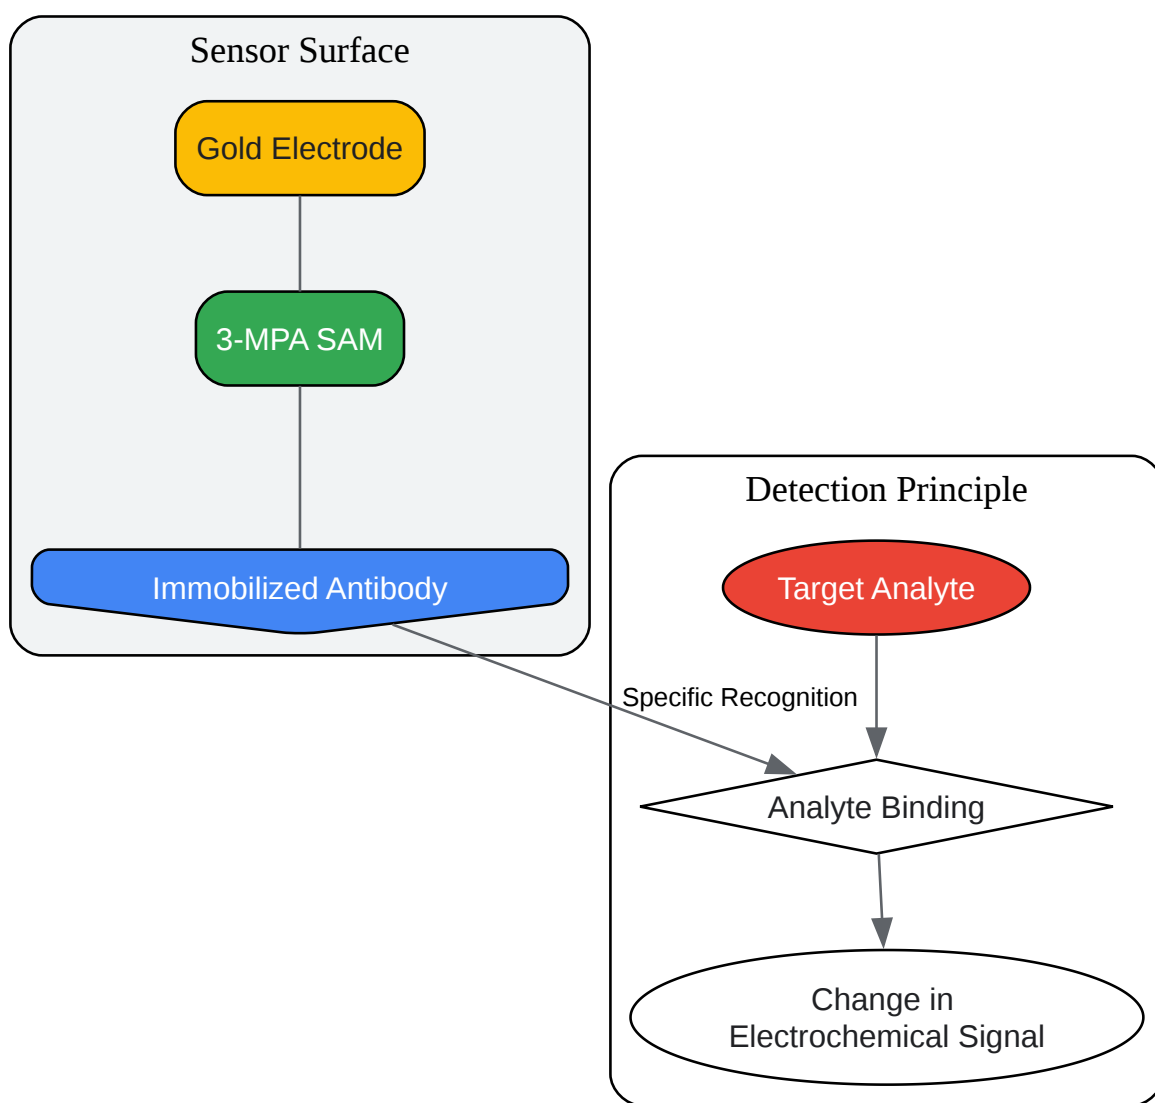 Sensor Surface
Gold Electrode
3-MPA SAM
Immobilized Antibody
Detection Principle
Target Analyte
Specific Recognition
Analyte Binding
Change in
Electrochemical Signal